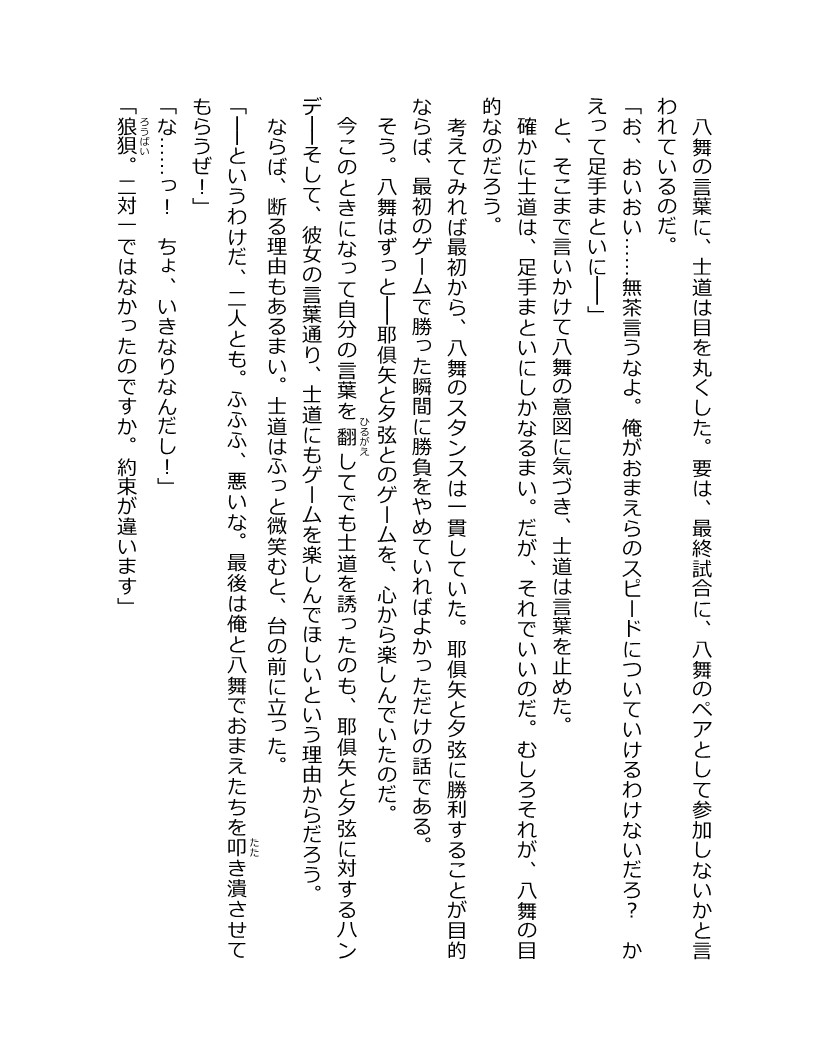 八舞の言葉に、士道は目を丸くした。要は、最終試合に、八舞のペアとして参加しないかと言
われているのだ。
「お、おいおい……無茶言うなよ。俺がおまえらのスピードについていけるわけないだろ？　か
えって足手まといに――」
　と、そこまで言いかけて八舞の意図に気づき、士道は言葉を止めた。
　確かに士道は、足手まといにしかなるまい。だが、それでいいのだ。むしろそれが、八舞の目
的なのだろう。
　考えてみれば最初から、八舞のスタンスは一貫していた。耶倶矢と夕弦に勝利することが目的
ならば、最初のゲームで勝った瞬間に勝負をやめていればよかっただけの話である。
　そう。八舞はずっと――耶倶矢と夕弦とのゲームを、心から楽しんでいたのだ。
　今このときになって自分の言葉を翻（ひるがえ）してでも士道を誘ったのも、耶倶矢と夕弦に対するハン
デ――そして、彼女の言葉通り、士道にもゲームを楽しんでほしいという理由からだろう。
　ならば、断る理由もあるまい。士道はふっと微笑むと、台の前に立った。
「――というわけだ、二人とも。ふふふ、悪いな。最後は俺と八舞でおまえたちを叩（たた）き潰させて
もらうぜ！」
「な……っ！　ちょ、いきなりなんだし！」
「狼狽（ろうばい）。二対一ではなかったのですか。約束が違います」